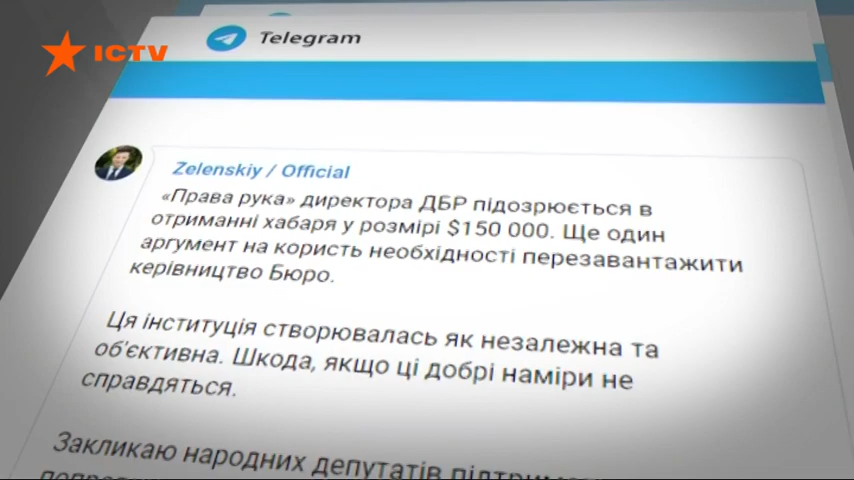 ICTV
Telegram
Zelenskiy / Official
«Права рука» директора ДБР підозрюється в
отриманні хабаря у розмірі $150 000. Ще один
аргумент на користь необхідності перезавантажити
керівництво Бюро.
Ця інституція створювалась як незалежна та
об'єктивна. Шкода, якщо ці добрі наміри не
справдяться.
Закликаю народних депутатів